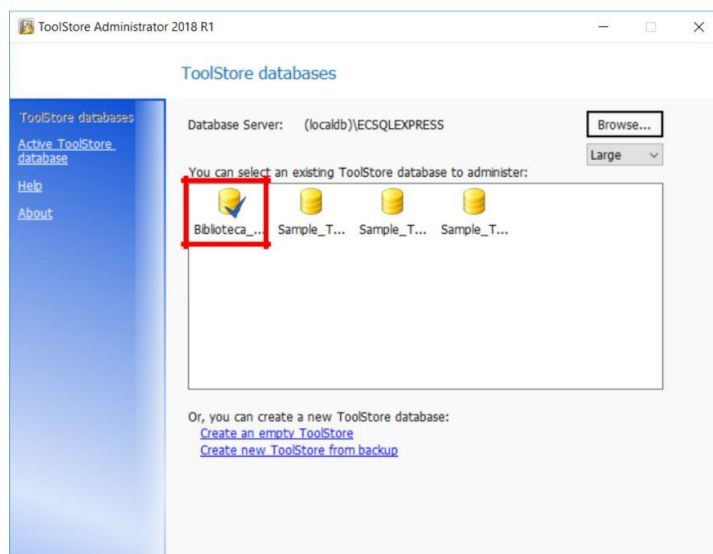 ToolStore Administrator 2018 R1
ToolStore databases
ToolStore databases
Active ToolStore
database
Help
About
Database Server: (localdb)\ECSQLEXPRESS
Browse...
Large
You can select an existing ToolStore database to administer:
Biblioteca_... Sample_T... Sample_T... Sample_T...
Or, you can create a new ToolStore database:
Create an empty ToolStore
Create new ToolStore from backup